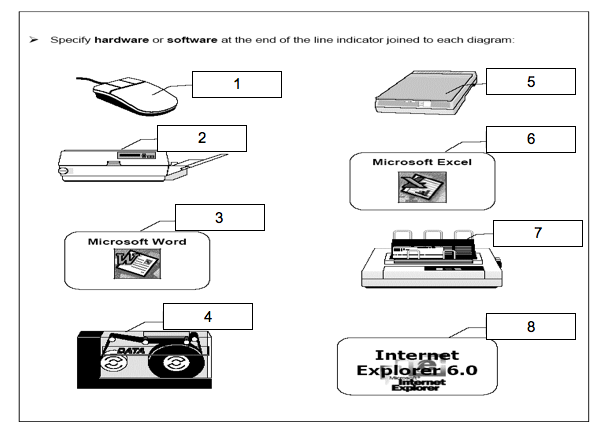 ➢ Specify hardware or software at the end of the line indicator joined to each diagram:
1
5
2
6
Microsoft Excel
3
7
Microsoft Word
W
4
8
DATA
Internet
Explorer 6.0
Microsoft
Internet
Explorer